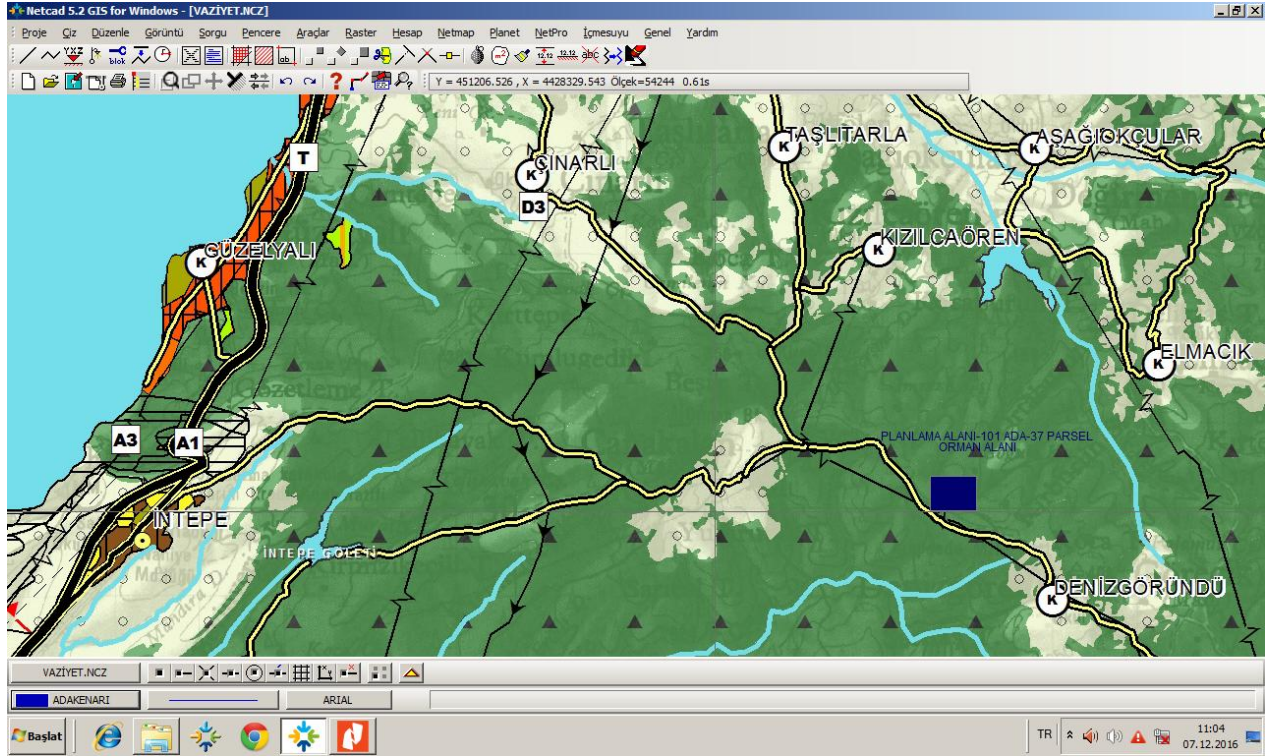 Netcad 5.2 GIS for Windows - [VAZİYET.NCZ]
Proje Çiz Düzenle Görüntü Sorgu Pencere Araçlar Raster Hesap Netmap Planet NetPro İçmesuyu Genel Yardım
Y = 451206.526 , X = 4428329.543 Ölçek=54244 0.61s
TAŞLITARLA
K
AŞAĞIOKÇULAR
K
T
ÇINARLI
K
D3
KIZILCAÖREN
K
GÜZELYALI
K
ELMACIK
K
A3
A1
PLANLAMA ALANI-101 ADA-37 PARSEL
ORMAN ALANI
İNTEPE
İNTEPE GÖLETİ
DENİZGÖRÜNDÜ
K
VAZİYET.NCZ
ADAKENARI
ARIAL
Başlat
TR
11:04
07.12.2016